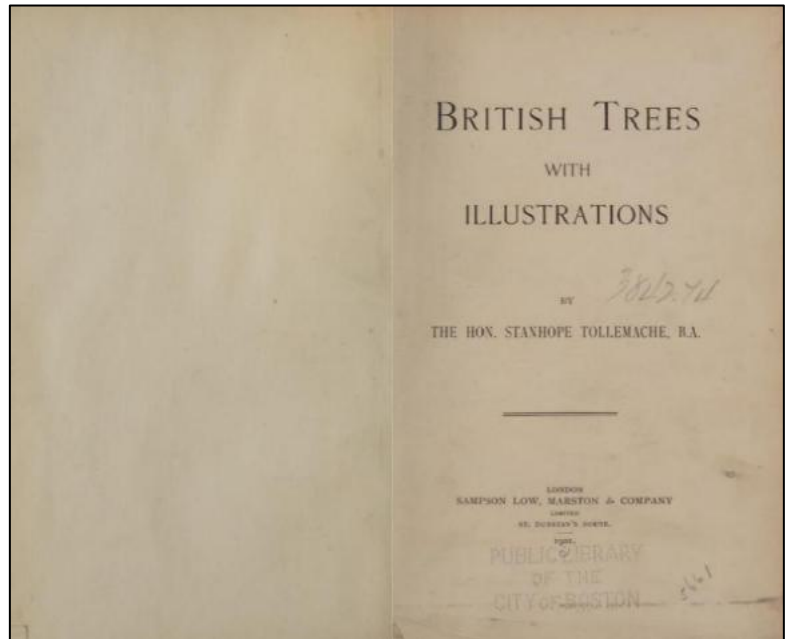 BRITISH TREES
WITH
ILLUSTRATIONS
BY
THE HON. STANHOPE TOLLEMACHE, B.A.
LONDON
SAMPSON LOW, MARSTON & COMPANY
LIMITED
ST. DUNSTAN'S HOUSE.
1901.
PUBLIC LIBRARY
OF THE
CITY OF BOSTON